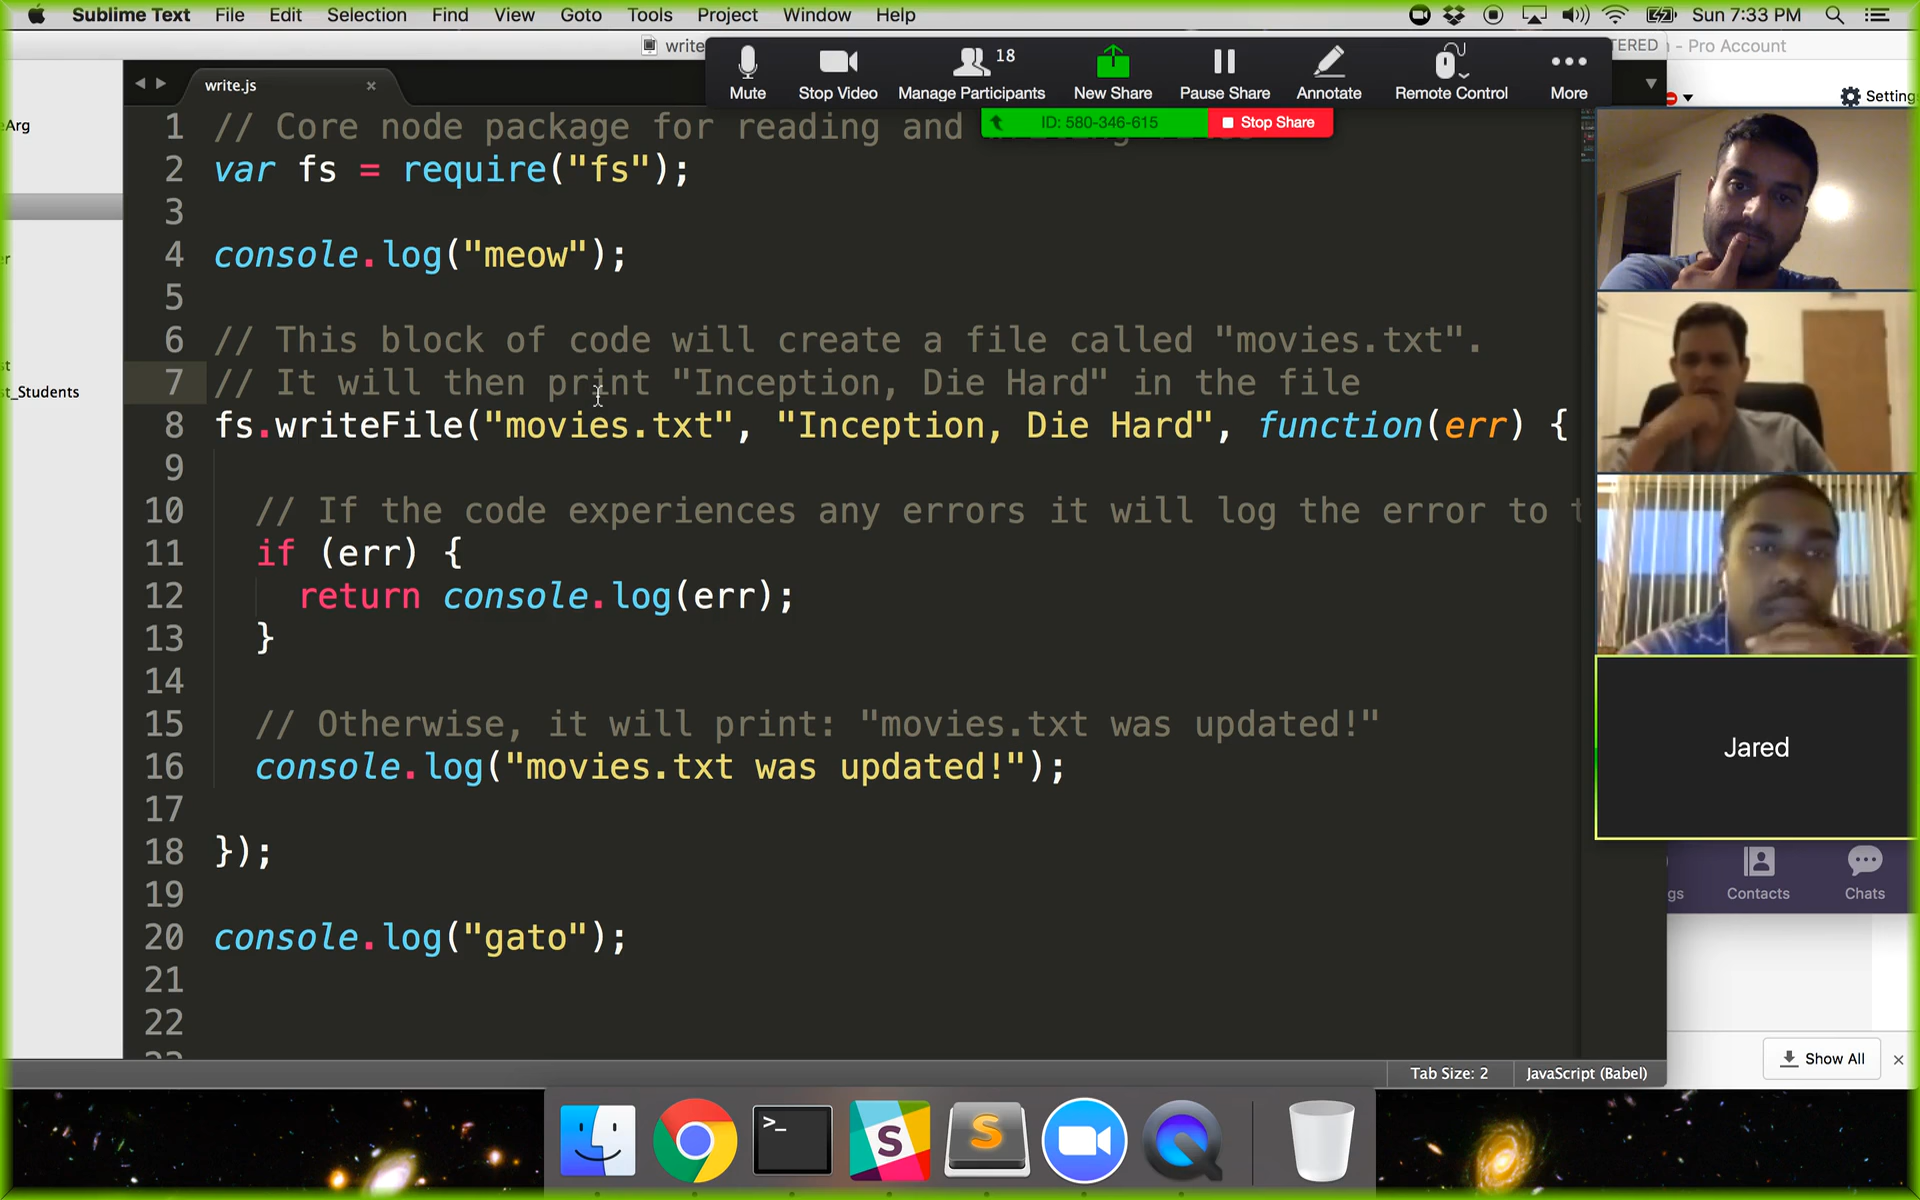 Sublime Text File Edit Selection Find View Goto Tools Project Window Help Sun 7:33 PM
write
TERED - Pro Account
Mute Stop Video Manage Participants 18 New Share Pause Share Annotate Remote Control More
ID: 580-346-615 Stop Share
Setting
write.js
Arg
st_Students
1 // Core node package for reading and
2 var fs = require("fs");
3
4 console.log("meow");
5
6 // This block of code will create a file called "movies.txt".
7 // It will then print "Inception, Die Hard" in the file
8 fs.writeFile("movies.txt", "Inception, Die Hard", function(err) {
9
10 // If the code experiences any errors it will log the error to t
11 if (err) {
12 return console.log(err);
13 }
14
15 // Otherwise, it will print: "movies.txt was updated!"
16 console.log("movies.txt was updated!");
17
18 });
19
20 console.log("gato");
21
22
Jared
gs Contacts Chats
Show All
Tab Size: 2 JavaScript (Babel)